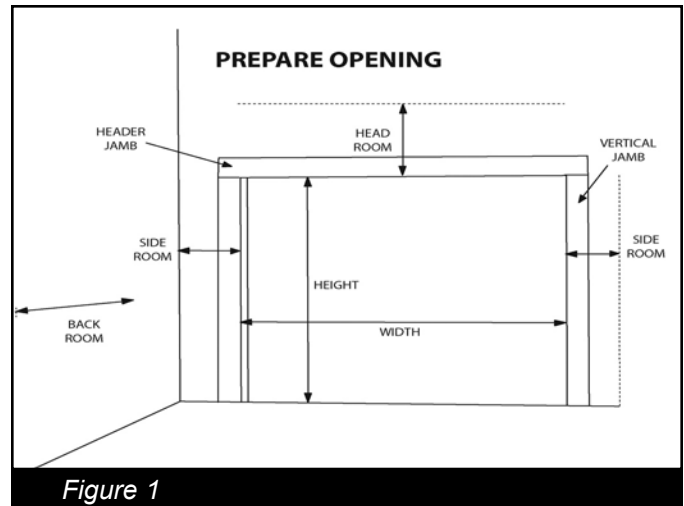 PREPARE OPENING
HEADER
JAMB
HEAD
ROOM
VERTICAL
JAMB
SIDE
ROOM
SIDE
ROOM
HEIGHT
BACK
ROOM
WIDTH
Figure 1